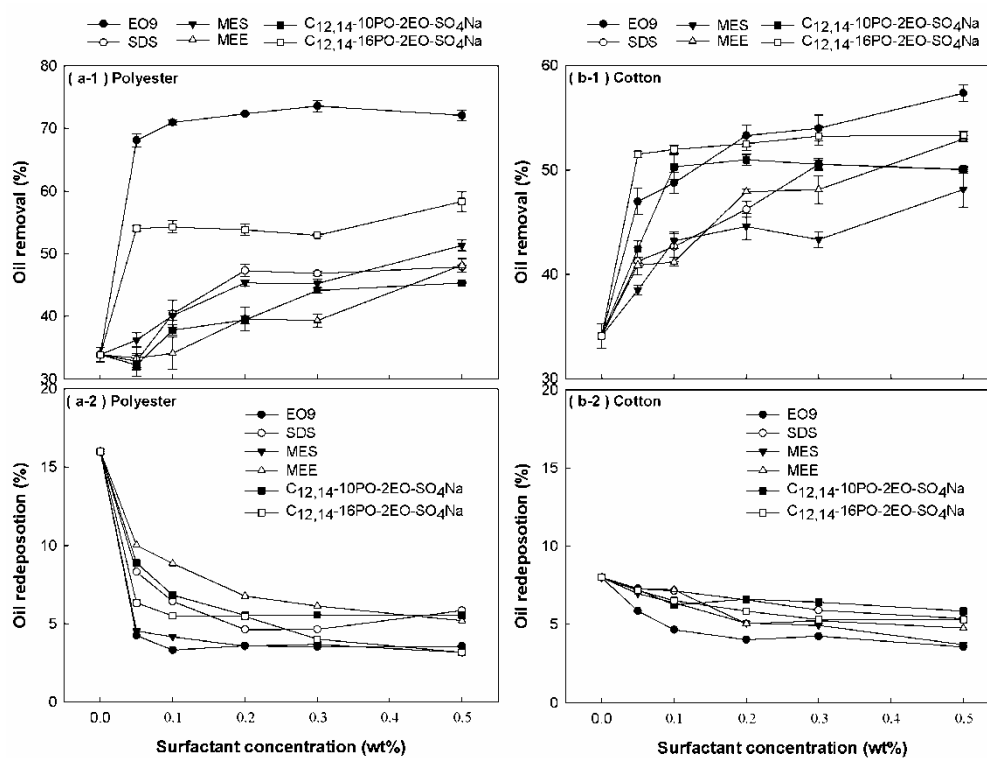 EO9 MES C12,14-10PO-2EO-SO4Na
SDS MEE C12,14-16PO-2EO-SO4Na
EO9 MES C12,14-10PO-2EO-SO4Na
SDS MEE C12,14-16PO-2EO-SO4Na
( a-1 ) Polyester
80
70
60
50
40
30
Oil removal (%)
( b-1 ) Cotton
60
50
40
30
Oil removal (%)
( a-2 ) Polyester
EO9
SDS
MES
MEE
C12,14-10PO-2EO-SO4Na
C12,14-16PO-2EO-SO4Na
20
15
10
5
0
Oil redeposoton (%)
0.0 0.1 0.2 0.3 0.5
Surfactant concentration (wt%)
( b-2 ) Cotton
EO9
SDS
MES
MEE
C12,14-10PO-2EO-SO4Na
C12,14-16PO-2EO-SO4Na
20
15
10
5
0
Oil redeposition (%)
0.0 0.1 0.2 0.3 0.5
Surfactant concentration (wt%)